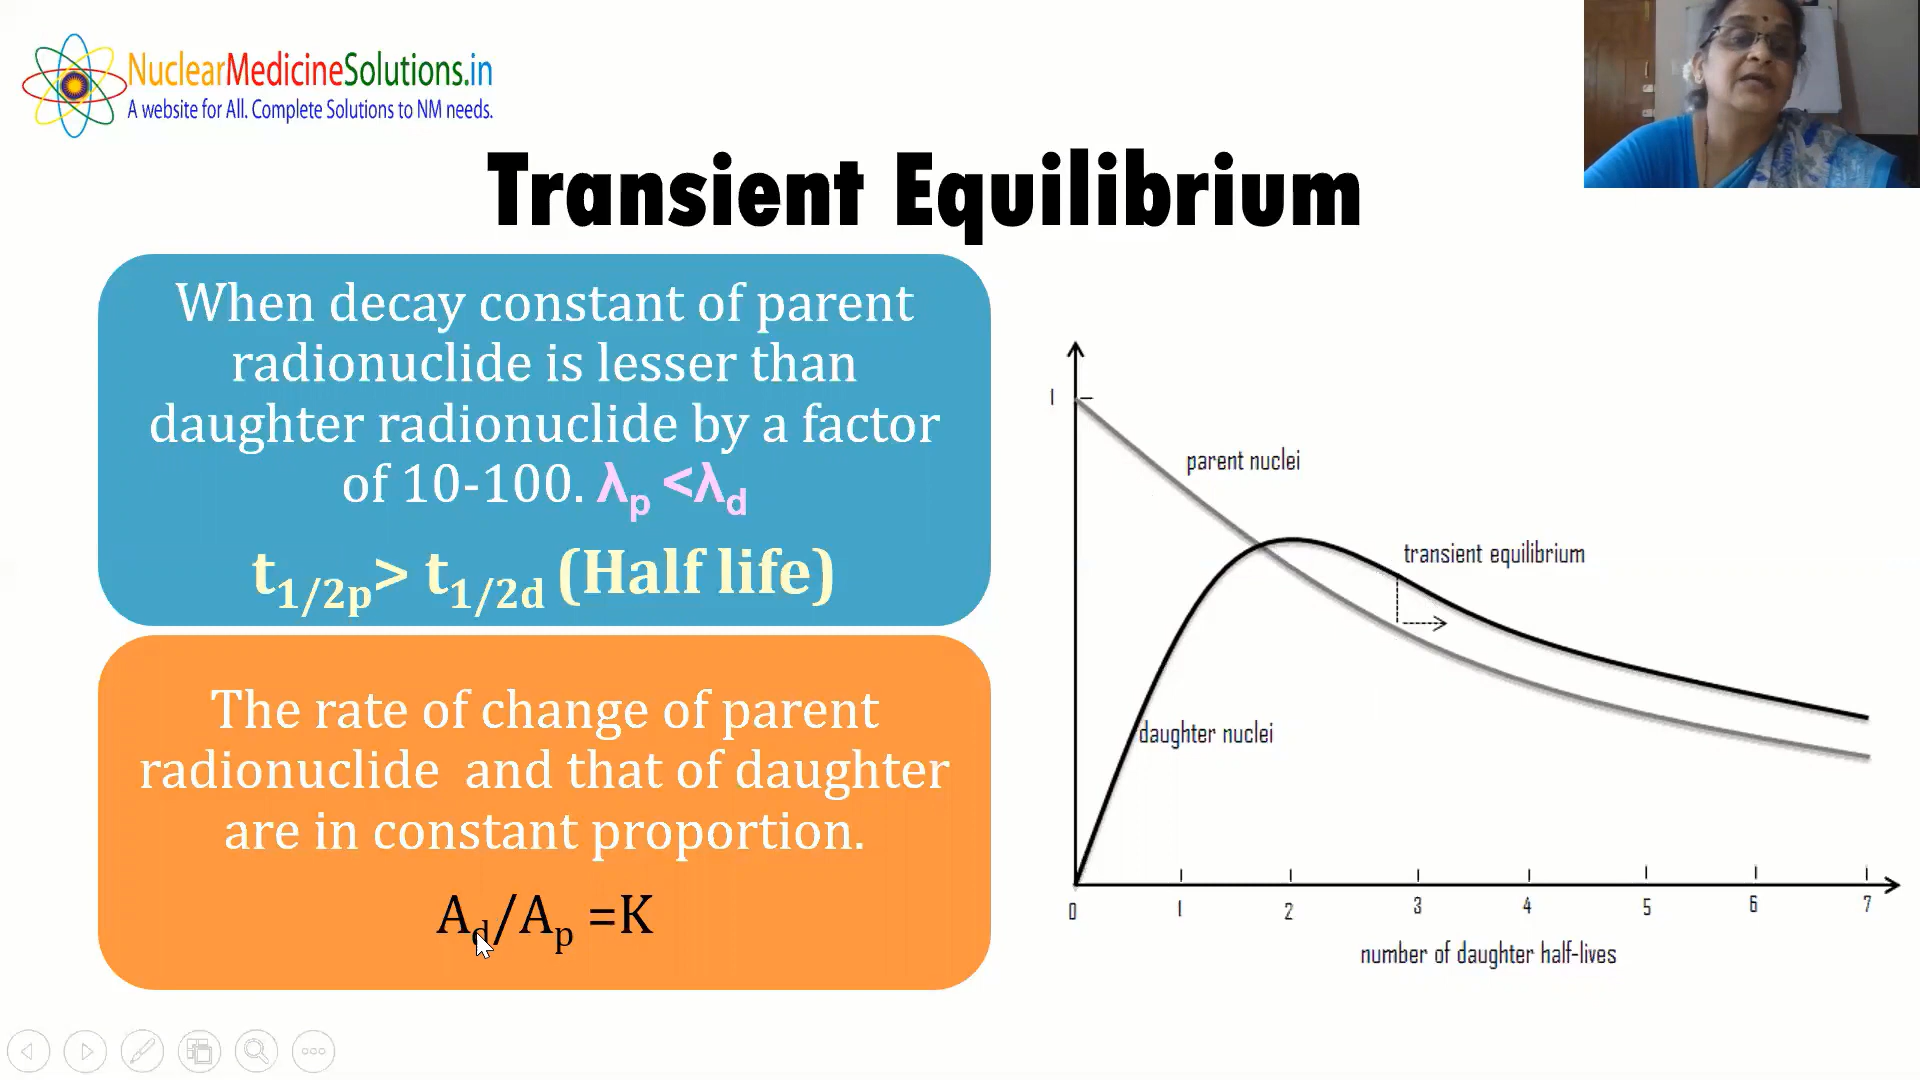 NuclearMedicineSolutions.in
A website for All. Complete Solutions to NM needs.
Transient Equilibrium
When decay constant of parent
radionuclide is lesser than
daughter radionuclide by a factor
of 10-100. λp <λd
t1/2p> t1/2d (Half life)
The rate of change of parent
radionuclide and that of daughter
are in constant proportion.
Ad/Ap =K
1
parent nuclei
transient equilibrium
daughter nuclei
0 1 2 3 4 5 6 7
number of daughter half-lives